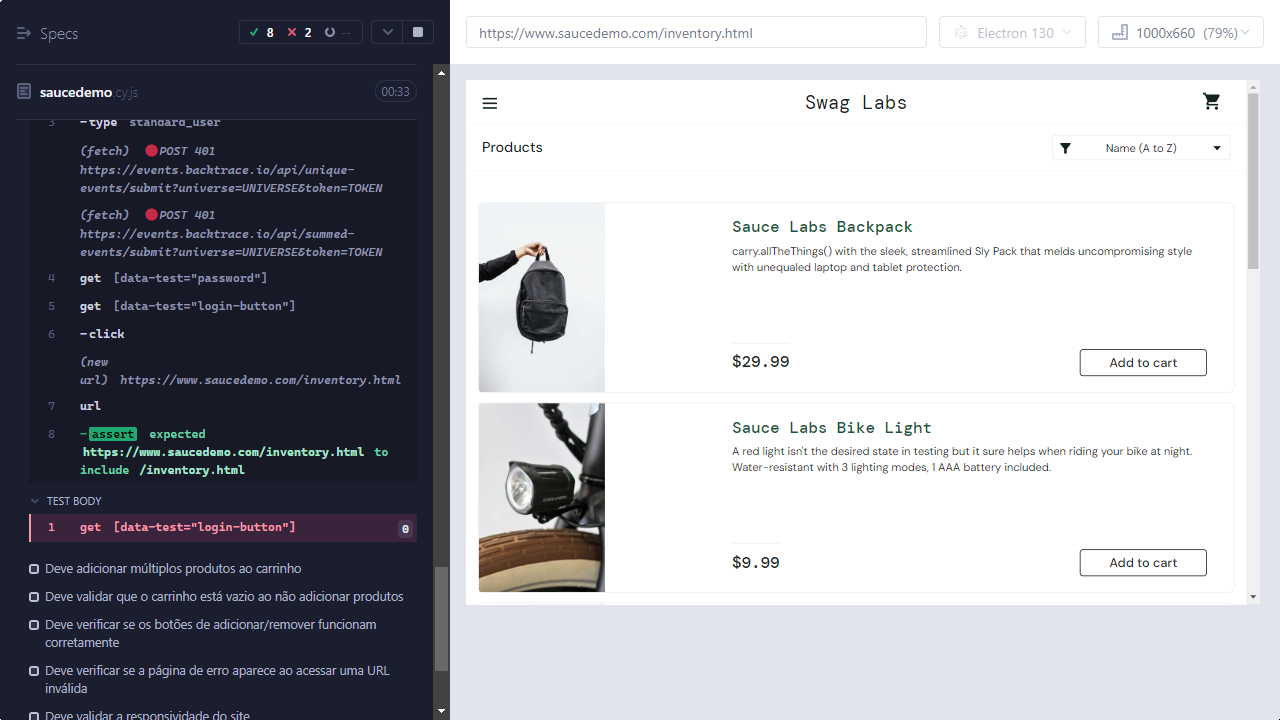 Specs
8 2 --
saucedemo.cy.js
00:33
3 -type standard_user
(fetch) POST 401
https://events.backtrace.io/api/unique-
events/submit?universe=UNIVERSE&token=TOKEN
(fetch) POST 401
https://events.backtrace.io/api/summed-
events/submit?universe=UNIVERSE&token=TOKEN
4 get [data-test="password"]
5 get [data-test="login-button"]
6 -click
(new
url) https://www.saucedemo.com/inventory.html
7 url
8 -assert expected
https://www.saucedemo.com/inventory.html to
include /inventory.html
TEST BODY
1 get [data-test="login-button"] 0
Deve adicionar múltiplos produtos ao carrinho
Deve validar que o carrinho está vazio ao não adicionar produtos
Deve verificar se os botões de adicionar/remover funcionam
corretamente
Deve verificar se a página de erro aparece ao acessar uma URL
inválida
Deve validar a responsividade do site
https://www.saucedemo.com/inventory.html
Electron 130
1000x660 (79%)
Swag Labs
Products
Name (A to Z)
Sauce Labs Backpack
carry.allTheThings() with the sleek, streamlined Sly Pack that melds uncompromising style
with unequaled laptop and tablet protection.
$29.99
Add to cart
Sauce Labs Bike Light
A red light isn't the desired state in testing but it sure helps when riding your bike at night.
Water-resistant with 3 lighting modes, 1 AAA battery included.
$9.99
Add to cart